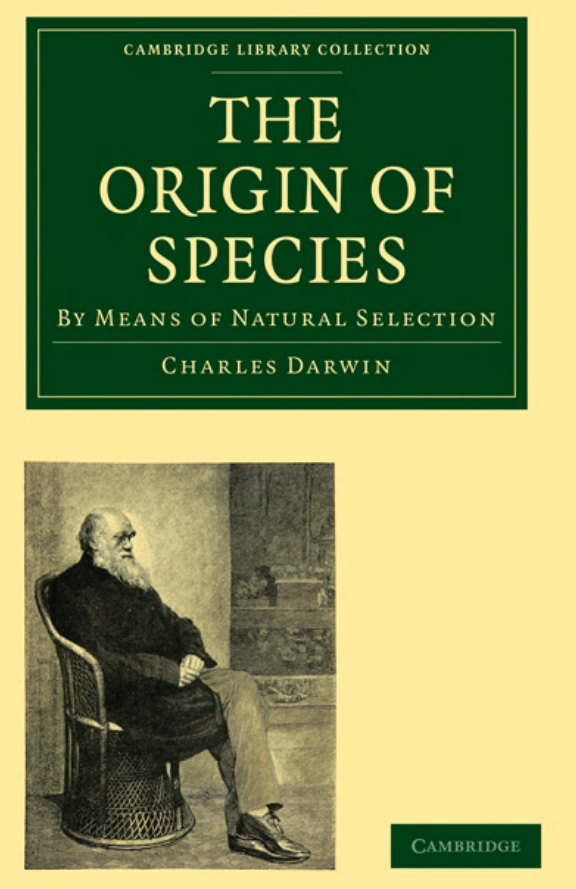 CAMBRIDGE LIBRARY COLLECTION
THE
ORIGIN OF
SPECIES
BY MEANS OF NATURAL SELECTION
CHARLES DARWIN
CAMBRIDGE